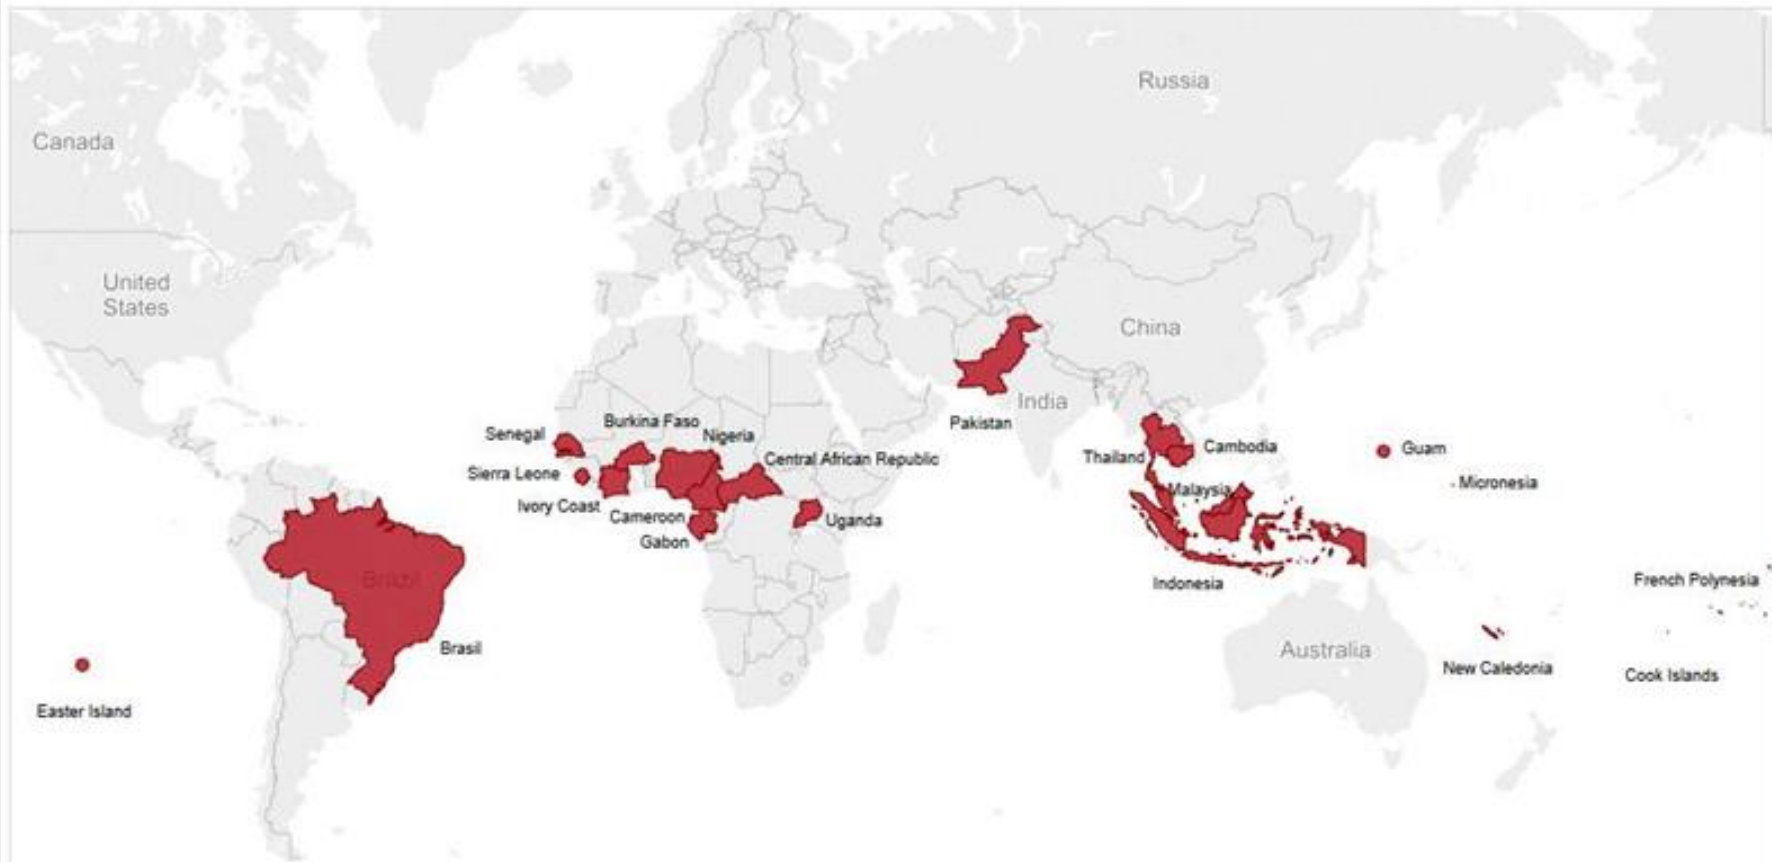 Russia
Canada
United
States
China
India
Pakistan
Burkina Faso
Senegal
Nigeria
Central African Republic
Sierra Leone
Ivory Coast
Cameroon
Gabon
Uganda
Thailand
Cambodia
Guam
Malaysia
Micronesia
Indonesia
French Polynesia
Brazil
Brasil
Australia
New Caledonia
Cook Islands
Easter Island